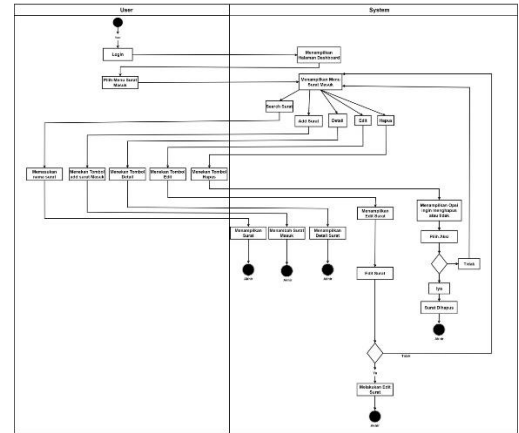 User
System
Login
Menampilkan
Halaman Dashboard
Pilih Menu Surat
Masuk
Menampilkan Menu
Surat Masuk
Search Surat
Add Surat
Detail
Edit
Hapus
Memasukan
nama surat
Menekan Tombol
add surat Masuk
Menekan Tombol
Detail
Menekan Tombol
Edit
Menekan Tombol
Hapus
Menampilkan
Edit Surat
Menampilkan Opsi
ingin menghapus
atau tidak
Pilih Aksi
Tidak
Iya
Surat Dihapus
Menampilkan
Surat
Menambah Surat
Masuk
Menampilkan
Detail Surat
Edit Surat
Tidak
Iya
Melakukan Edit
Surat